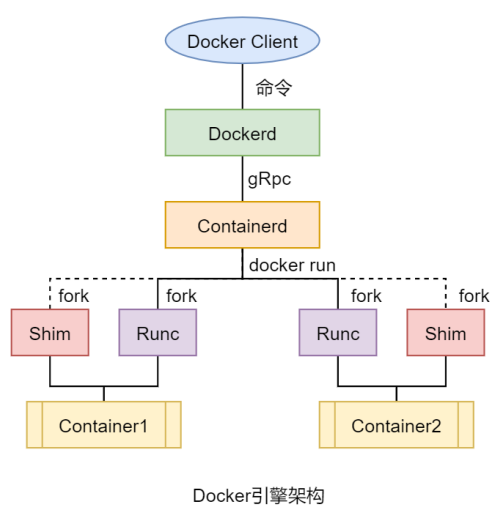 Docker Client
命令
Dockerd
gRpc
Containerd
docker run
fork fork fork fork
Shim Runc Runc Shim
Container1 Container2
Docker引擎架构